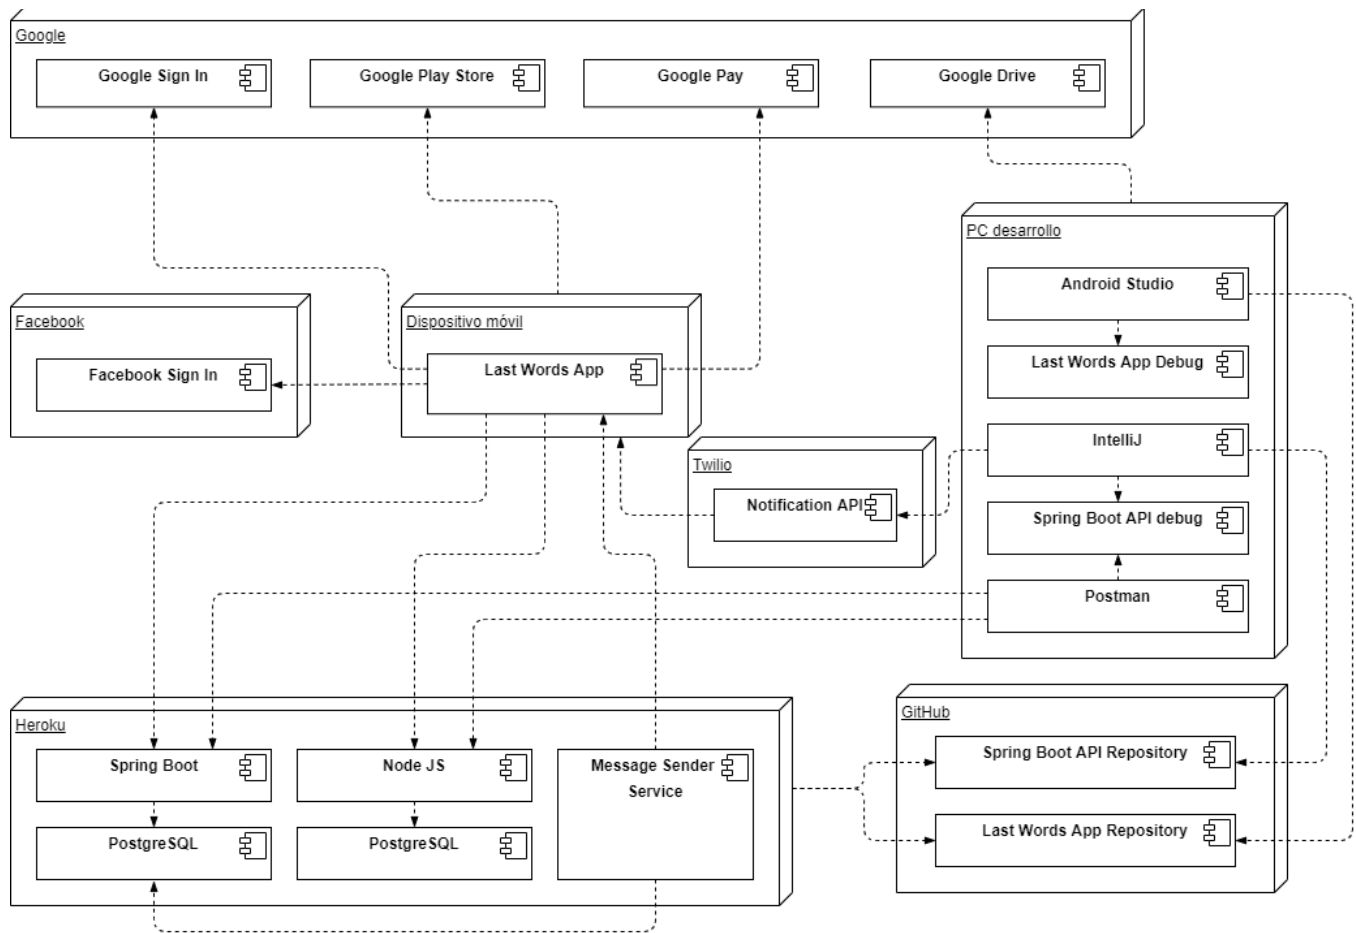 Google
Google Sign In
Google Play Store
Google Pay
Google Drive
PC desarrollo
Android Studio
Last Words App Debug
IntelliJ
Spring Boot API debug
Postman
Facebook
Facebook Sign In
Dispositivo móvil
Last Words App
Twilio
Notification API
Heroku
Spring Boot
PostgreSQL
Node JS
PostgreSQL
Message Sender
Service
GitHub
Spring Boot API Repository
Last Words App Repository